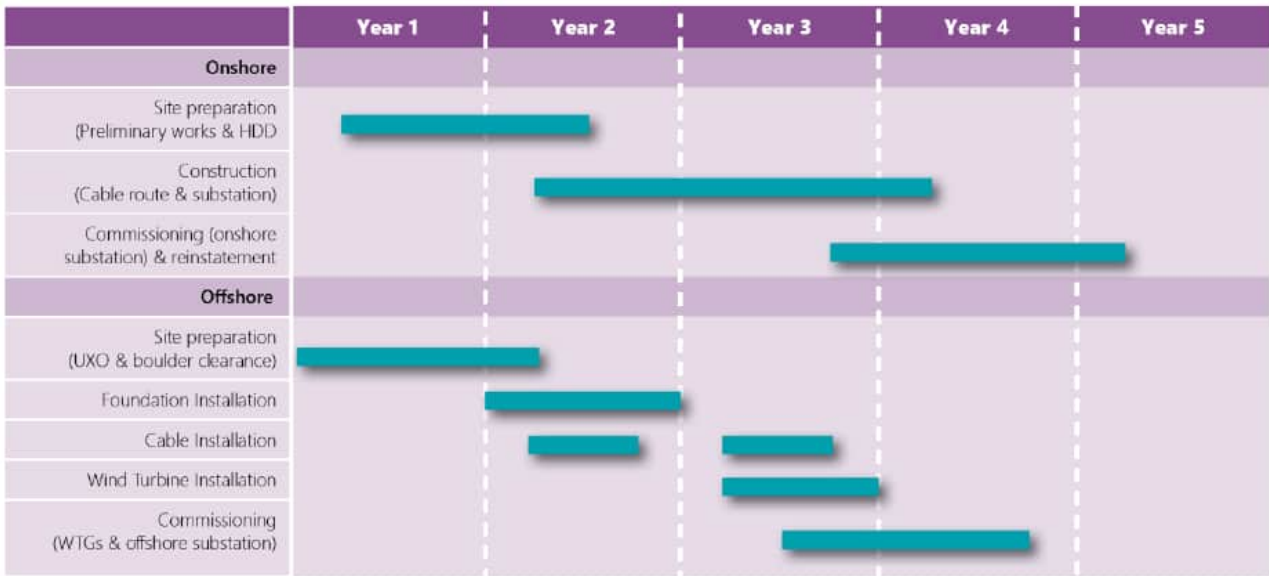 Year 1 Year 2 Year 3 Year 4 Year 5
Onshore
Site preparation
(Preliminary works & HDD
Construction
(Cable route & substation)
Commissioning (onshore
substation) & reinstatement
Offshore
Site preparation
(UXO & boulder clearance)
Foundation Installation
Cable Installation
Wind Turbine Installation
Commissioning
(WTGs & offshore substation)